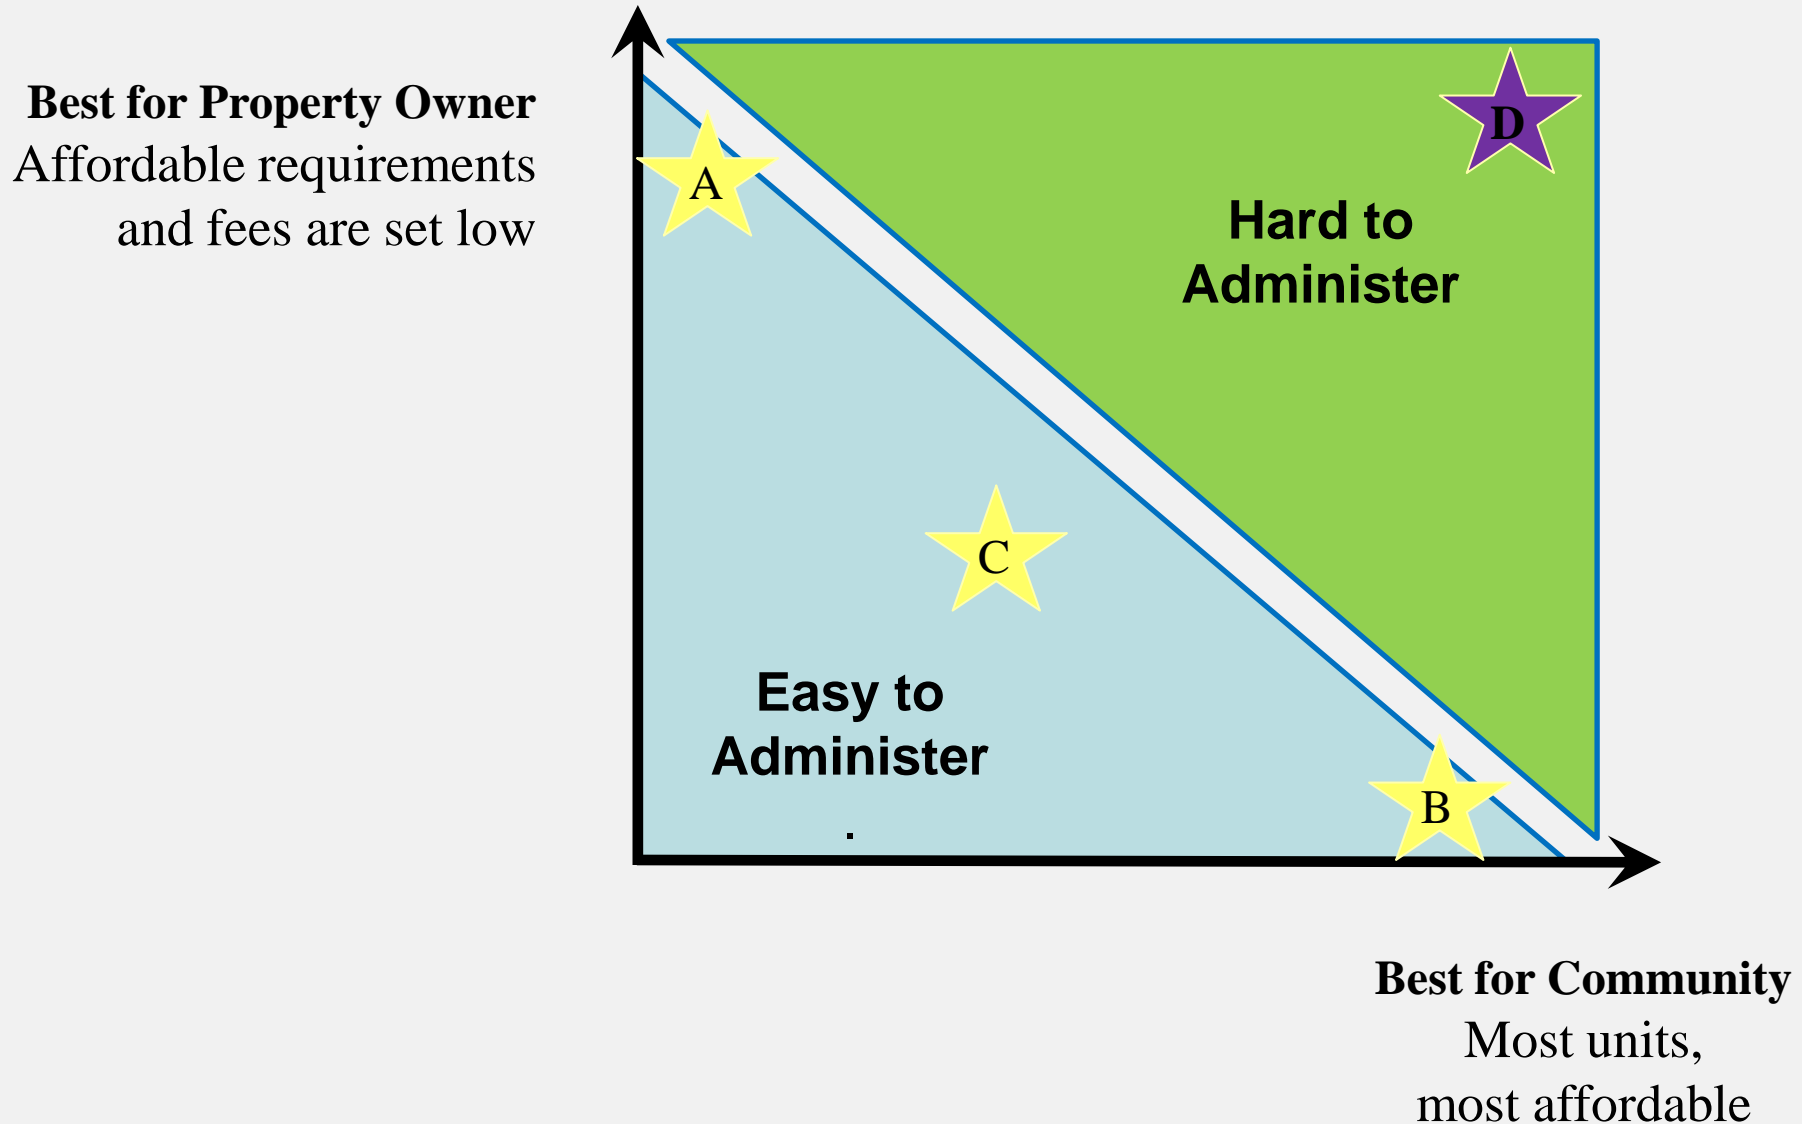 Best for Property Owner
Affordable requirements
and fees are set low
A
D
Hard to
Administer
C
Easy to
Administer
.
B
Best for Community
Most units,
most affordable